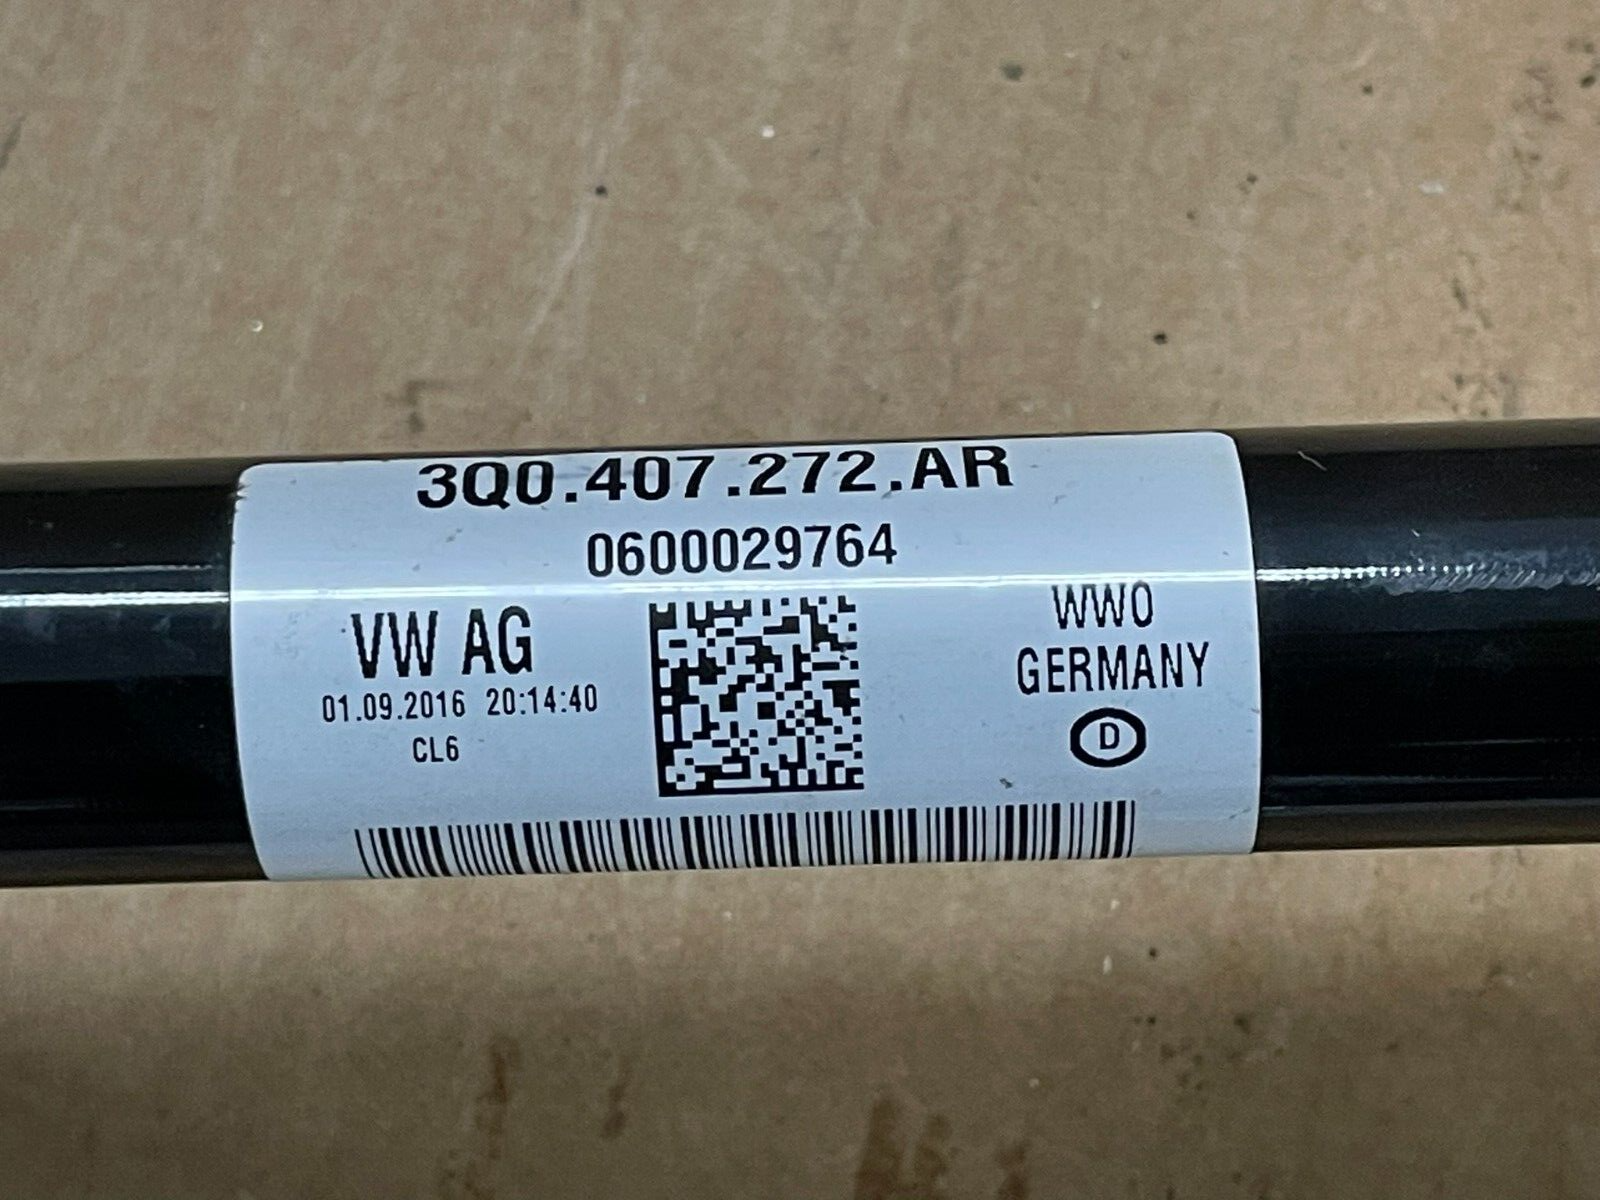 3Q0.407.272.AR
0600029764
VW AG
01.09.2016 20:14:40
CL6
WWO
GERMANY
D